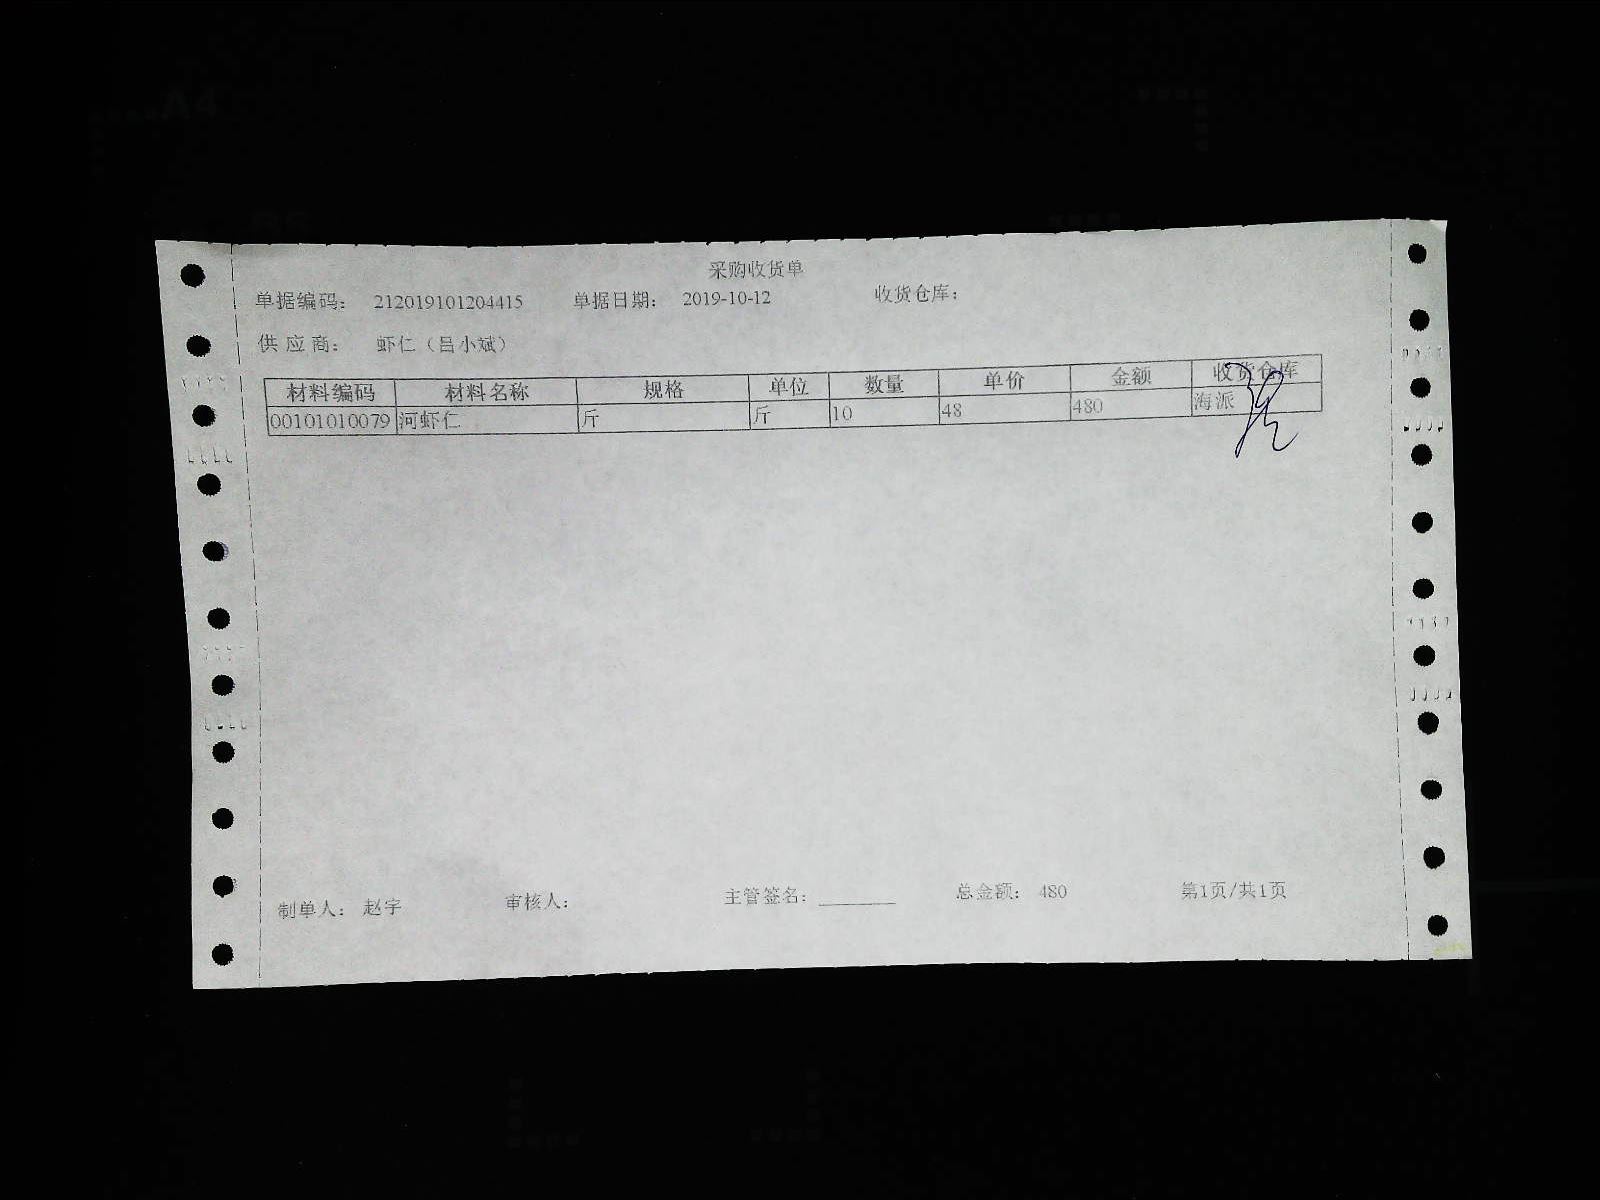 采购收货单
单据编码： 212019101204415 单据日期： 2019-10-12 收货仓库：
供应商： 虾仁（吕小斌）
材料编码 材料名称 规格 单位 数量 单价 金额 收货仓库
00101010079 河虾仁 斤 斤 10 48 480 海派
制单人： 赵宇 审核人： 主管签名： 总金额： 480 第1页/共1页